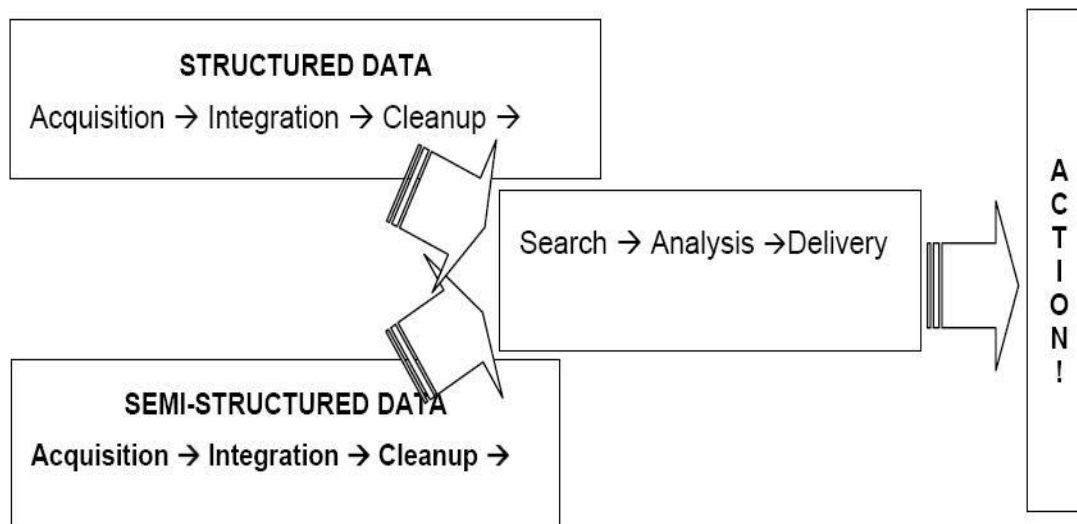 STRUCTURED DATA
Acquisition → Integration → Cleanup →
Search → Analysis →Delivery
SEMI-STRUCTURED DATA
Acquisition → Integration → Cleanup →
A
C
T
I
O
N
!